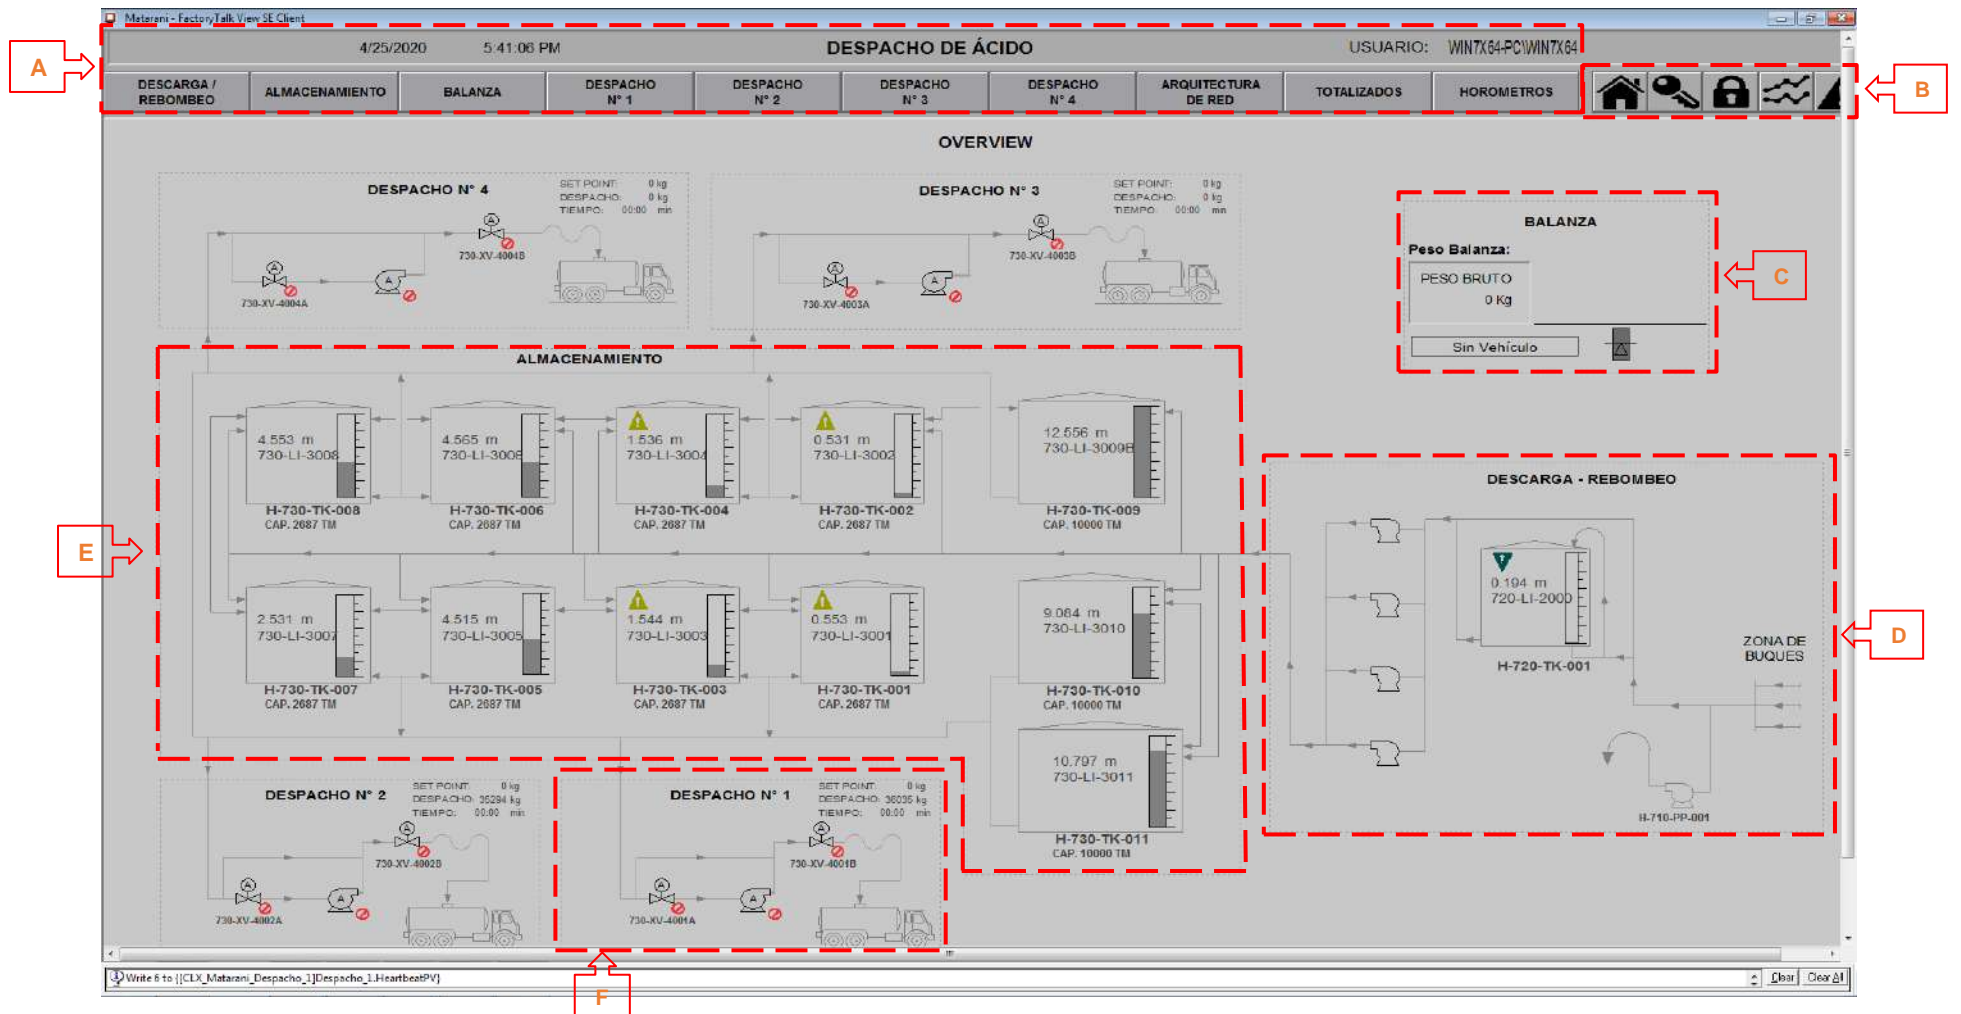 Matarani - FactoryTalk View SE Client
4/25/2020 5:41:06 PM DESPACHO DE ÁCIDO USUARIO: \WIN7X64-PC\WIN7X64
A
DESCARGA / REBOMBEO
ALMACENAMIENTO
BALANZA
DESPACHO N° 1
DESPACHO N° 2
DESPACHO N° 3
DESPACHO N° 4
ARQUITECTURA DE RED
TOTALIZADOS
HOROMETROS
B
OVERVIEW
DESPACHO N° 4
SET POINT: 0 kg
DESPACHO: 0 kg
TIEMPO: 00:00 min
730-XV-4004B
730-XV-4004A
DESPACHO N° 3
SET POINT: 0 kg
DESPACHO: 0 kg
TIEMPO: 00:00 min
730-XV-4003B
730-XV-4003A
BALANZA
Peso Balanza:
PESO BRUTO
0 Kg
Sin Vehículo
C
ALMACENAMIENTO
4.553 m
730-LI-3008
H-730-TK-008
CAP. 2687 TM
4.565 m
730-LI-3006
H-730-TK-006
CAP. 2687 TM
1.536 m
730-LI-3004
H-730-TK-004
CAP. 2687 TM
0.531 m
730-LI-3002
H-730-TK-002
CAP. 2687 TM
12.556 m
730-LI-3009B
H-730-TK-009
CAP. 10000 TM
E
2.531 m
730-LI-3007
H-730-TK-007
CAP. 2687 TM
4.515 m
730-LI-3005
H-730-TK-005
CAP. 2687 TM
1.544 m
730-LI-3003
H-730-TK-003
CAP. 2687 TM
0.553 m
730-LI-3001
H-730-TK-001
CAP. 2687 TM
9.084 m
730-LI-3010
H-730-TK-010
CAP. 10000 TM
10.797 m
730-LI-3011
H-730-TK-011
CAP. 10000 TM
DESCARGA - REBOMBEO
0.194 m
720-LI-2000
H-720-TK-001
ZONA DE
BUQUES
H-710-PP-001
D
DESPACHO N° 2
SET POINT: 0 kg
DESPACHO: 35294 kg
TIEMPO: 00:00 min
730-XV-4002B
730-XV-4002A
DESPACHO N° 1
SET POINT: 0 kg
DESPACHO: 36035 kg
TIEMPO: 00:00 min
730-XV-4001B
730-XV-4001A
Write 6 to {[CLX_Matarani_Despacho_1]Despacho_1.HeartbeatPV} Clear Clear All
F